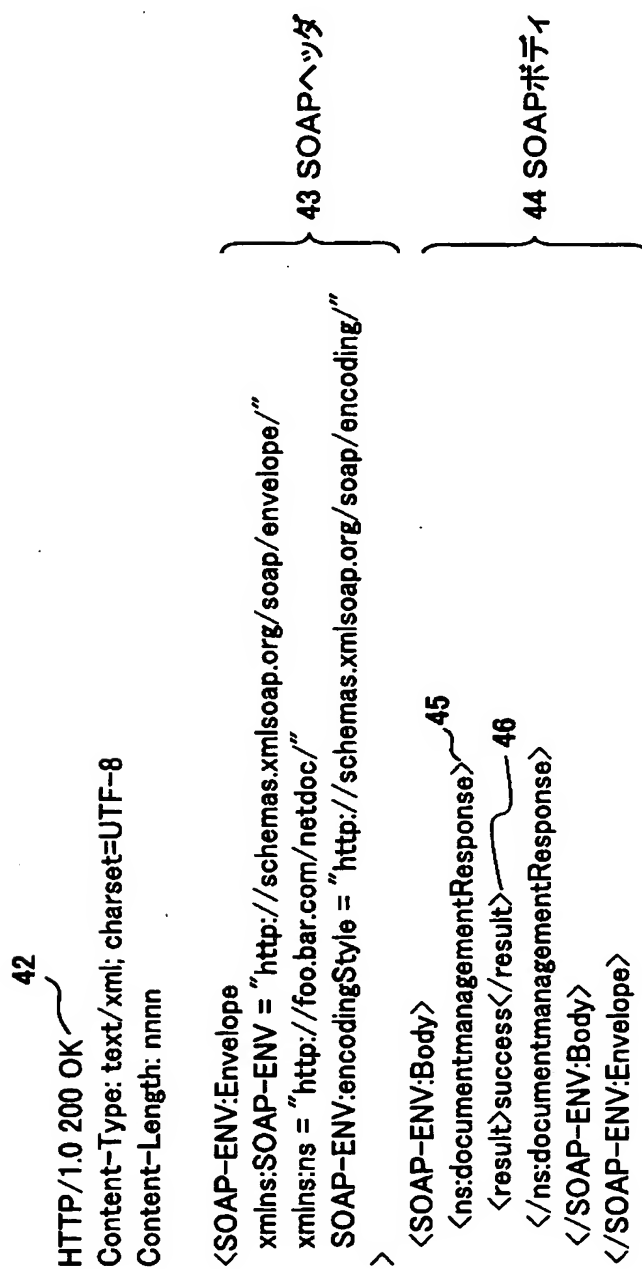 42
HTTP/1.0 200 OK
Content-Type: text/xml; charset=UTF-8
Content-Length: nnnn
<SOAP-ENV:Envelope
xmlns:SOAP-ENV = "http://schemas.xmlsoap.org/soap/envelope/"
xmlns:ns = "http://foo.bar.com/netdoc/"
SOAP-ENV:encodingStyle = "http://schemas.xmlsoap.org/soap/encoding/"
>
43 SOAPヘッダ
<SOAP-ENV:Body>
<ns:documentmanagementResponse> 45
<result>success</result> 46
</ns:documentmanagementResponse>
</SOAP-ENV:Body>
</SOAP-ENV:Envelope>
44 SOAPボディ